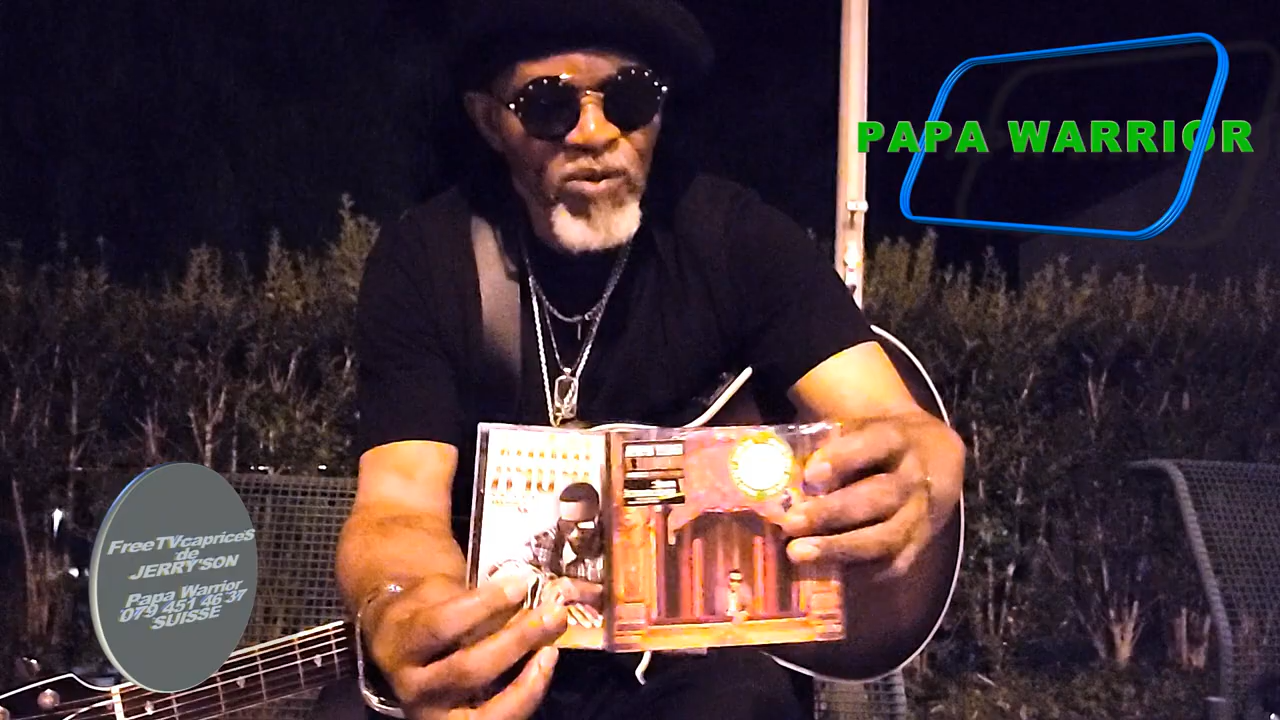 PAPA WARRIOR
FreeTVcapriceS
de
JERRY'SON
Papa Warrior
079 451 46 37
SUISSE